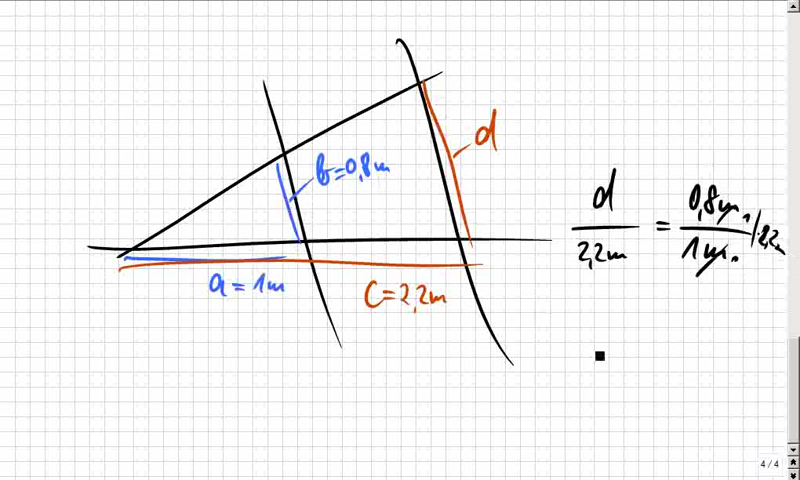 b=0,8m
d
a=1m
c=2,2m
d/2,2m = 0,8m/1m. |·2,2m
4/4